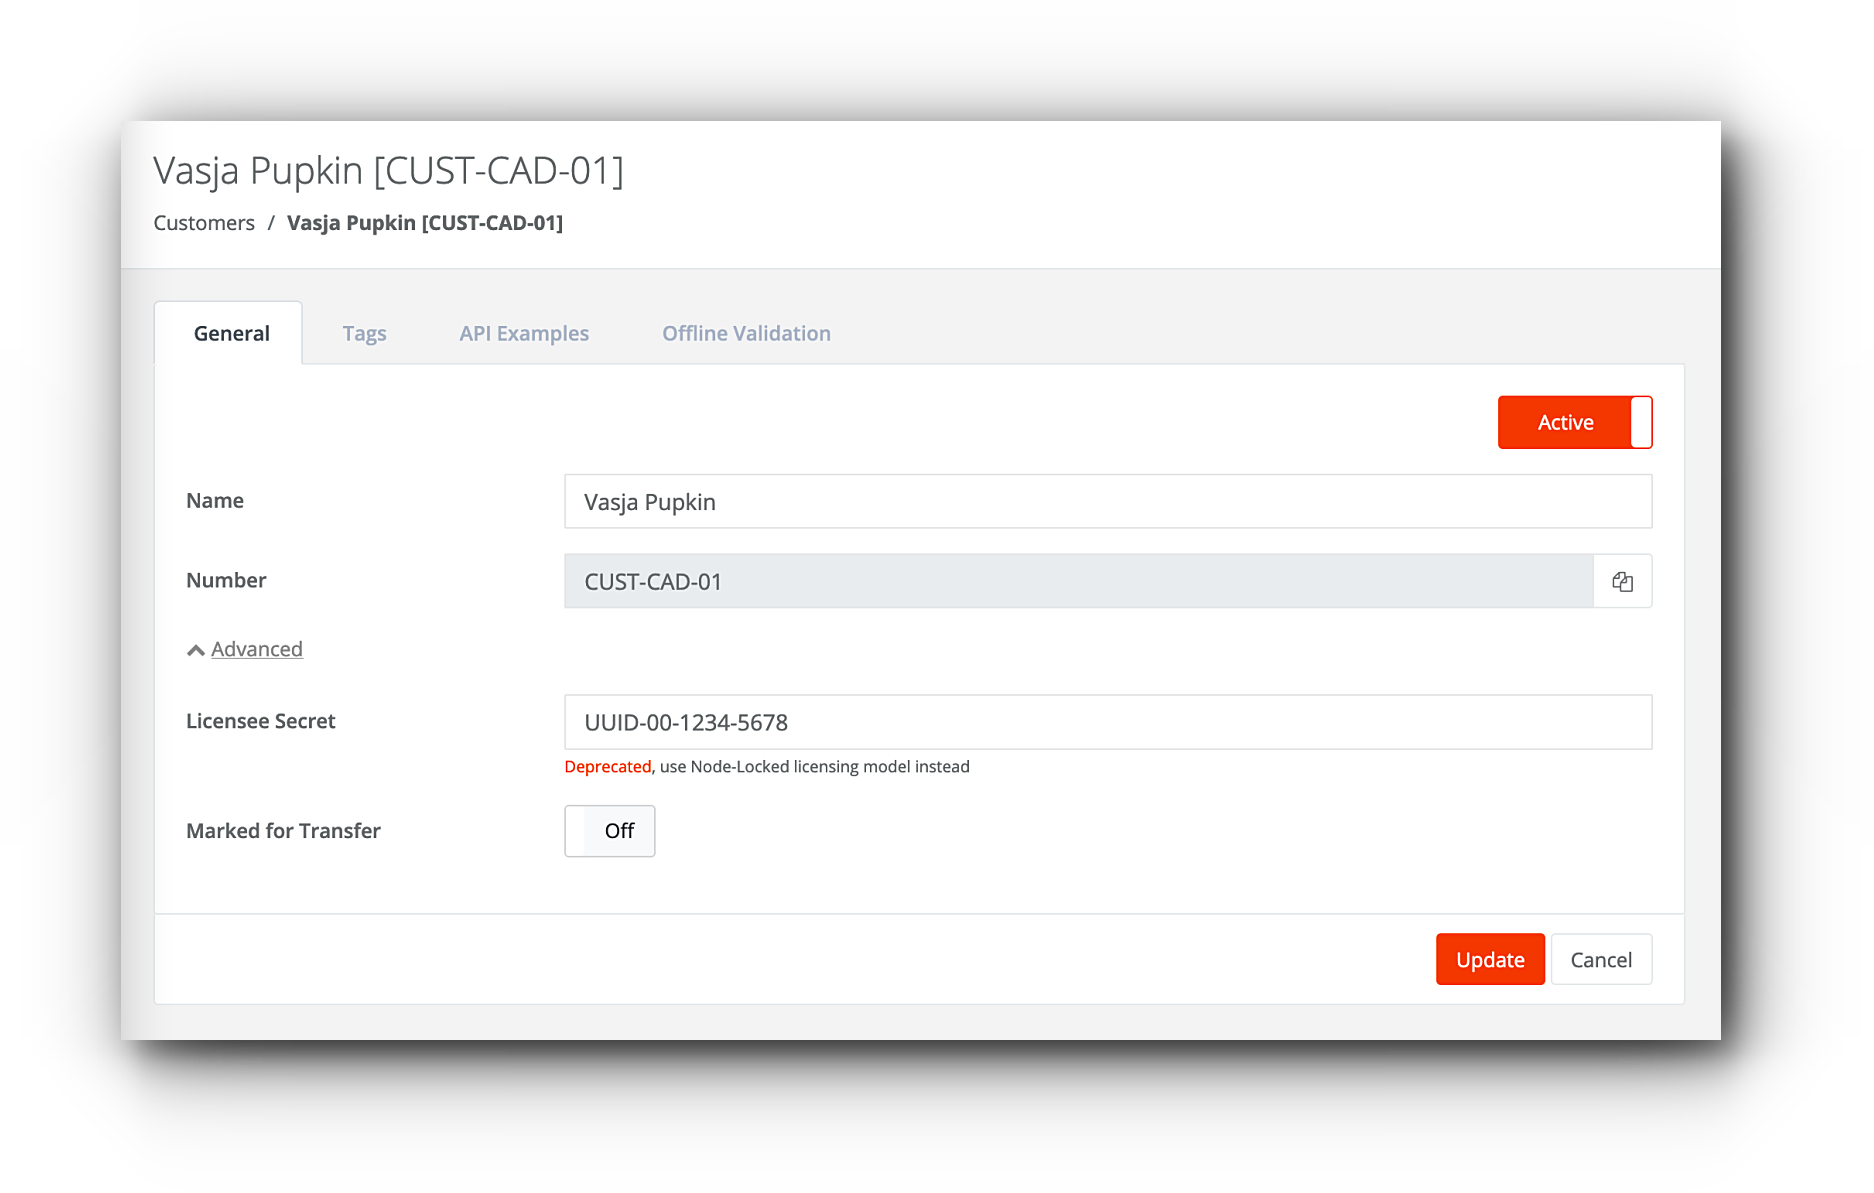 Vasja Pupkin [CUST-CAD-01]
Customers / Vasja Pupkin [CUST-CAD-01]
General Tags API Examples Offline Validation
Active
Name Vasja Pupkin
Number CUST-CAD-01
Advanced
Licensee Secret UUID-00-1234-5678
Deprecated, use Node-Locked licensing model instead
Marked for Transfer Off
Update Cancel